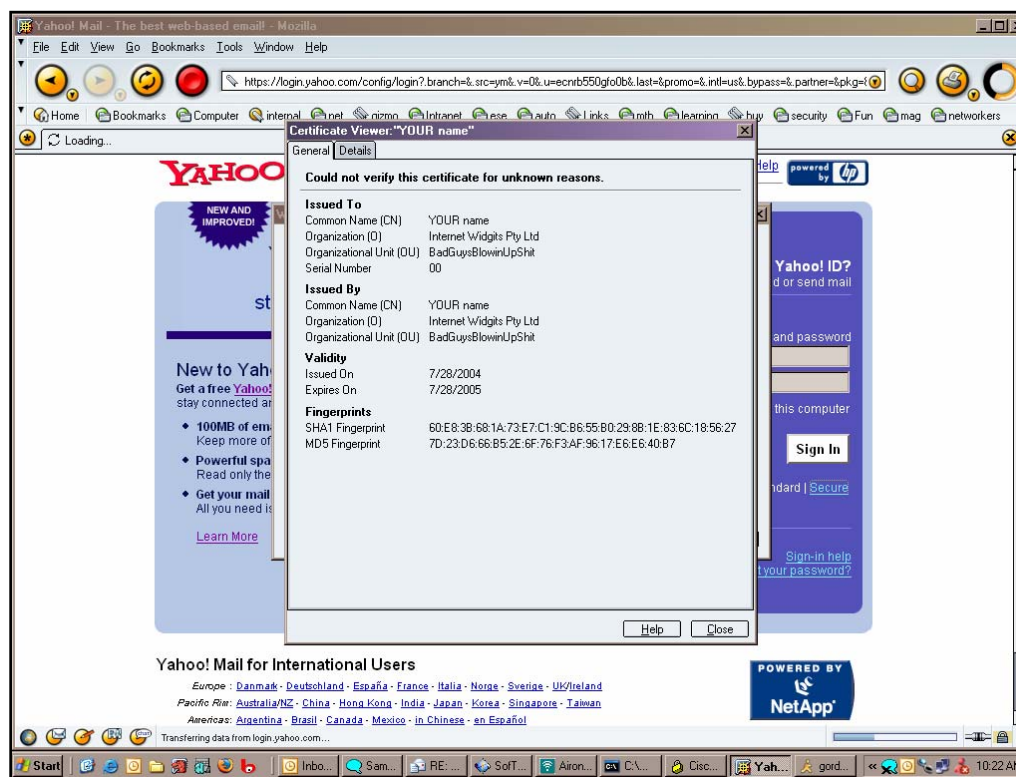 Yahoo! Mail - The best web-based email! - Mozilla
File Edit View Go Bookmarks Tools Window Help
https://login.yahoo.com/config/login?.branch=&.src=ym&.v=0&.u=ecnrb550gfo0b&.last=&promo=&.intl=us&.bypass=&.partner=&pkg=
Home Bookmarks Computer internal net gizmo Intranet ese auto Links mth learning buy security Fun mag networkers
Loading...
Certificate Viewer:"YOUR name"
General Details
Could not verify this certificate for unknown reasons.
Issued To
Common Name (CN) YOUR name
Organization (O) Internet Widgits Pty Ltd
Organizational Unit (OU) BadGuysBlowinUpShit
Serial Number 00
Issued By
Common Name (CN) YOUR name
Organization (O) Internet Widgits Pty Ltd
Organizational Unit (OU) BadGuysBlowinUpShit
Validity
Issued On 7/28/2004
Expires On 7/28/2005
Fingerprints
SHA1 Fingerprint 60:E8:3B:68:1A:73:E7:C1:9C:B6:55:B0:29:8B:1E:83:6C:18:56:27
MD5 Fingerprint 7D:23:D6:66:B5:2E:6F:76:F3:AF:96:17:E6:E6:40:B7
Help Close
YAHOO
Help
powered by hp
NEW AND IMPROVED!
st
New to Yah
Get a free Yahoo!
stay connected a
100MB of em
Keep more of
Powerful spa
Read only the
Get your mail
All you need is
Learn More
Yahoo! ID?
d or send mail
and password
this computer
Sign In
ndard | Secure
Sign-in help
t your password?
Yahoo! Mail for International Users
Europe : Danmark - Deutschland - España - France - Italia - Norge - Sverige - UK/Ireland
Pacific Rim: Australia/NZ - China - Hong Kong - India - Japan - Korea - Singapore - Taiwan
Americas: Argentina - Brasil - Canada - Mexico - in Chinese - en Español
POWERED BY
NetApp
Transferring data from login.yahoo.com...
Start Inbo... Sam... RE: ... SofT... Airon... C:\... Cisc... Yah... gord... 10:22 AM